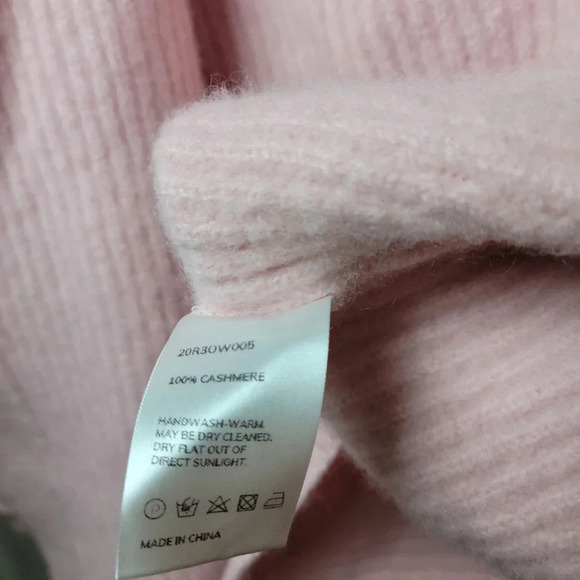 20R3OW005
100% CASHMERE
HANDWASH-WARM.
MAY BE DRY CLEANED.
DRY FLAT OUT OF
DIRECT SUNLIGHT.
P
MADE IN CHINA